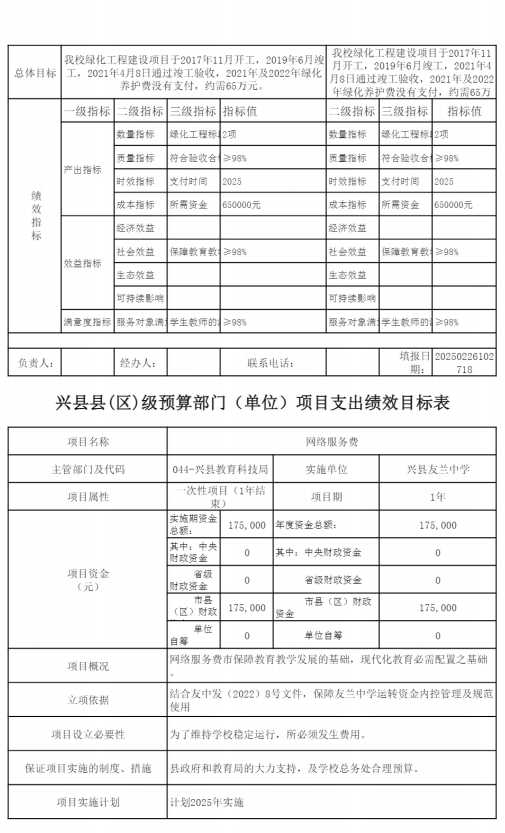 总体目标
我校绿化工程建设项目于2017年11月开工，2019年6月竣
工，2021年4月8日通过竣工验收，2021年及2022年绿化
养护费没有支付，约需65万元。
我校绿化工程建设项目于2017年11
月开工，2019年6月竣工，2021年4
月8日通过竣工验收，2021年及2022
年绿化养护费没有支付，约需65万
绩效指标
一级指标 二级指标 三级指标 指标值 二级指标 三级指标 指标值
产出指标
数量指标 绿化工程标 2项 数量指标 绿化工程标 2项
质量指标 符合验收合 ≥98% 质量指标 符合验收合 ≥98%
时效指标 支付时间 2025 时效指标 支付时间 2025
成本指标 所需资金 650000元 成本指标 所需资金 650000元
效益指标
经济效益 经济效益
社会效益 保障教育教 ≥98% 社会效益 保障教育教 ≥98%
生态效益 生态效益
可持续影响 可持续影响
满意度指标 服务对象满 学生教师的 ≥98% 服务对象满 学生教师的 ≥98%
负责人： 经办人： 联系电话： 填报日期： 20250226102718
兴县县(区)级预算部门（单位）项目支出绩效目标表
项目名称 网络服务费
主管部门及代码 044-兴县教育科技局 实施单位 兴县友兰中学
项目属性 一次性项目（1年结束） 项目期 1年
项目资金（元）
实施期资金总额： 175,000 年度资金总额： 175,000
其中：中央财政资金 0 其中：中央财政资金 0
省级财政资金 0 省级财政资金 0
市县（区）财政 175,000 市县（区）财政资金 175,000
单位自筹 0 单位自筹 0
项目概况 网络服务费市保障教育教学发展的基础，现代化教育必需配置之基础
。
立项依据 结合友中发（2022）8号文件，保障友兰中学运转资金内控管理及规范
使用
项目设立必要性 为了维持学校稳定运行，所必须发生费用。
保证项目实施的制度、措施 县政府和教育局的大力支持，及学校总务处合理预算。
项目实施计划 计划2025年实施